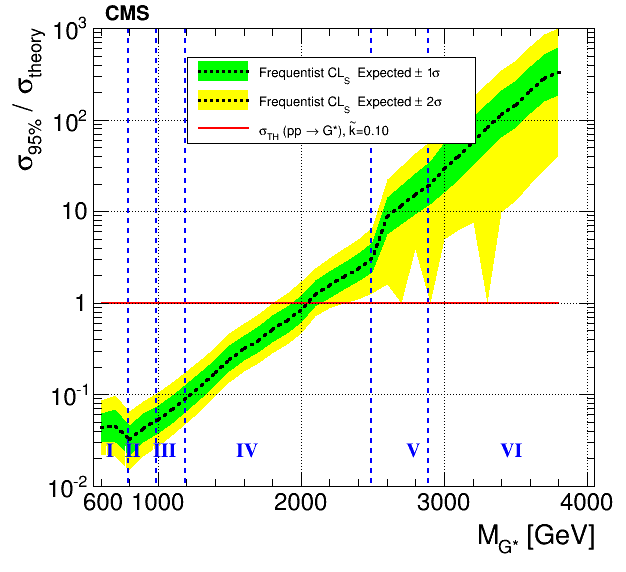 CMS
10³
10²
10
1
10⁻¹
10⁻²
σ95% / σtheory
Frequentist CLS Expected ± 1σ
Frequentist CLS Expected ± 2σ
σTH (pp → G*), k̃=0.10
I II III IV V VI
600 1000 2000 3000 4000
MG* [GeV]